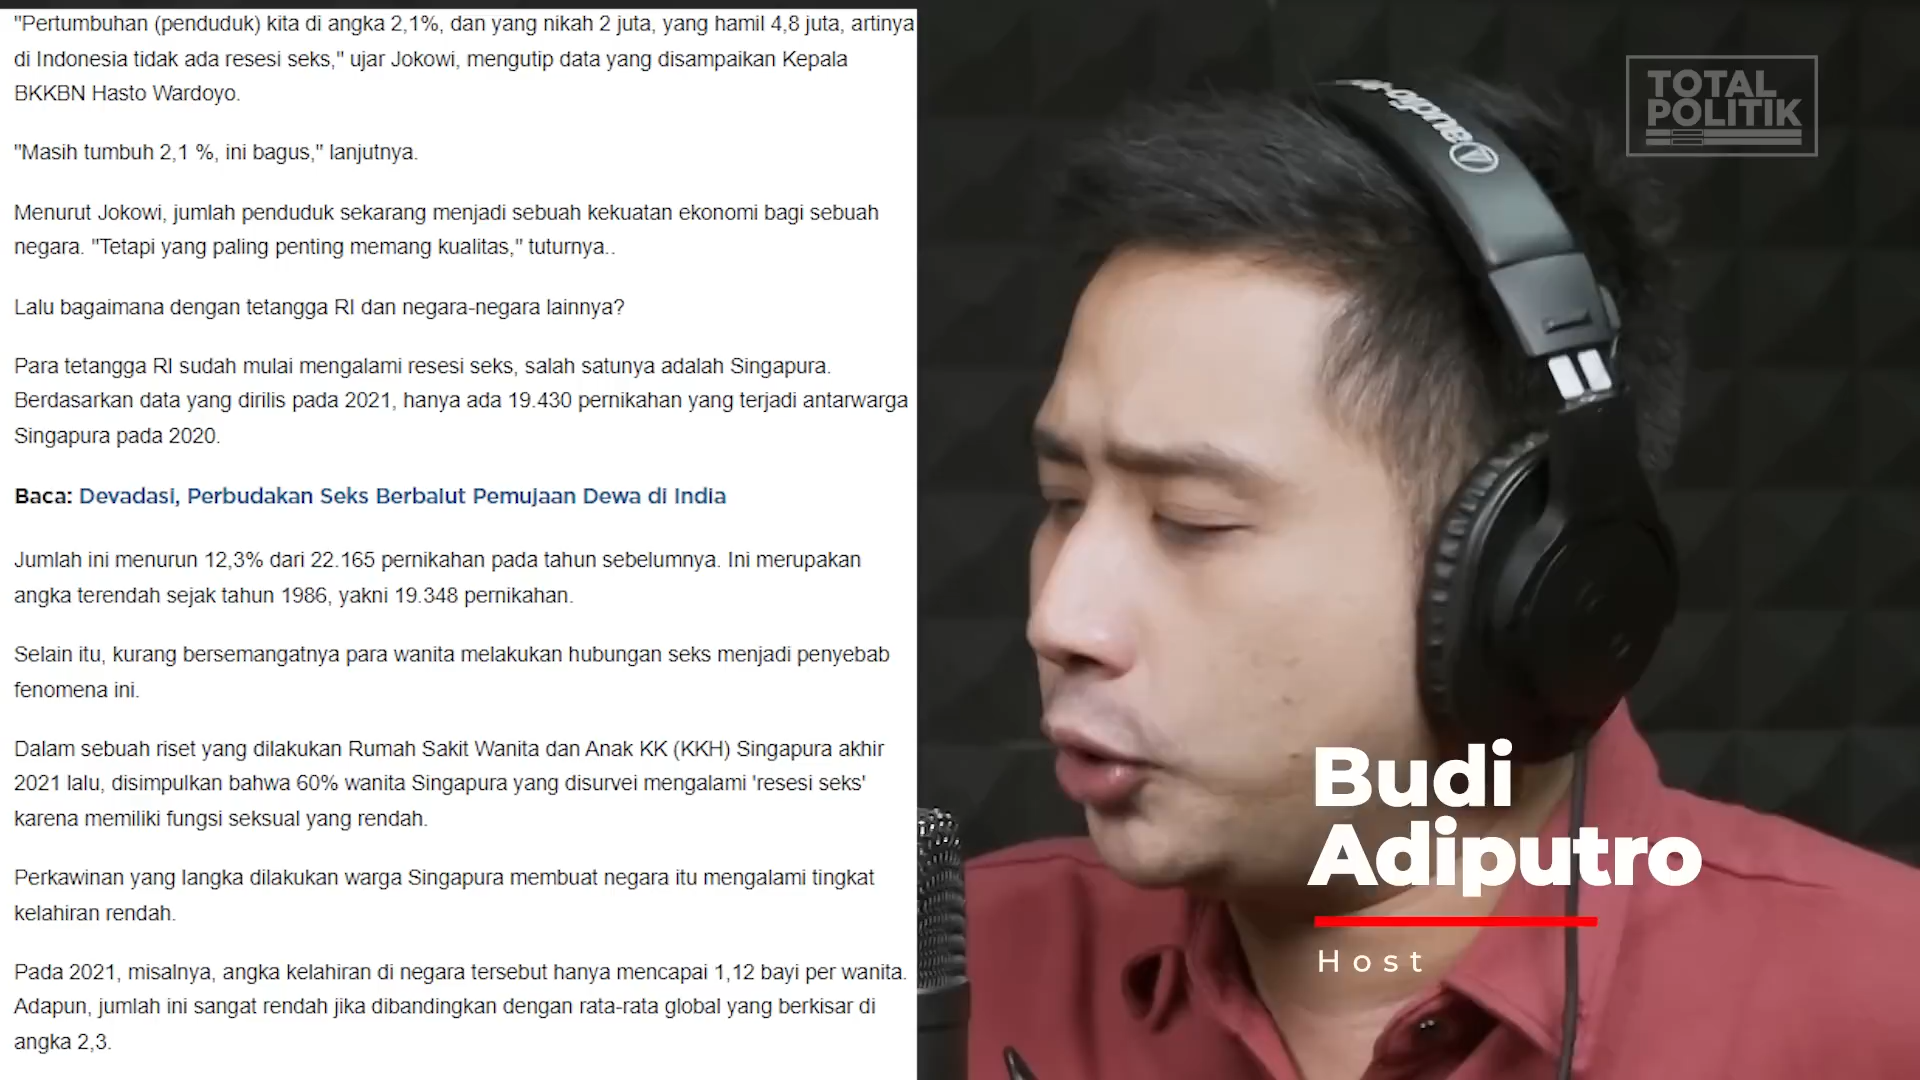 "Pertumbuhan (penduduk) kita di angka 2,1%, dan yang nikah 2 juta, yang hamil 4,8 juta, artinya
di Indonesia tidak ada resesi seks," ujar Jokowi, mengutip data yang disampaikan Kepala
BKKBN Hasto Wardoyo.
"Masih tumbuh 2,1 %, ini bagus," lanjutnya.
Menurut Jokowi, jumlah penduduk sekarang menjadi sebuah kekuatan ekonomi bagi sebuah
negara. "Tetapi yang paling penting memang kualitas," tuturnya..
Lalu bagaimana dengan tetangga RI dan negara-negara lainnya?
Para tetangga RI sudah mulai mengalami resesi seks, salah satunya adalah Singapura.
Berdasarkan data yang dirilis pada 2021, hanya ada 19.430 pernikahan yang terjadi antarwarga
Singapura pada 2020.
Baca: Devadasi, Perbudakan Seks Berbalut Pemujaan Dewa di India
Jumlah ini menurun 12,3% dari 22.165 pernikahan pada tahun sebelumnya. Ini merupakan
angka terendah sejak tahun 1986, yakni 19.348 pernikahan.
Selain itu, kurang bersemangatnya para wanita melakukan hubungan seks menjadi penyebab
fenomena ini.
Dalam sebuah riset yang dilakukan Rumah Sakit Wanita dan Anak KK (KKH) Singapura akhir
2021 lalu, disimpulkan bahwa 60% wanita Singapura yang disurvei mengalami 'resesi seks'
karena memiliki fungsi seksual yang rendah.
Perkawinan yang langka dilakukan warga Singapura membuat negara itu mengalami tingkat
kelahiran rendah.
Pada 2021, misalnya, angka kelahiran di negara tersebut hanya mencapai 1,12 bayi per wanita.
Adapun, jumlah ini sangat rendah jika dibandingkan dengan rata-rata global yang berkisar di
angka 2,3.
TOTAL
POLITIK
Budi
Adiputro
Host